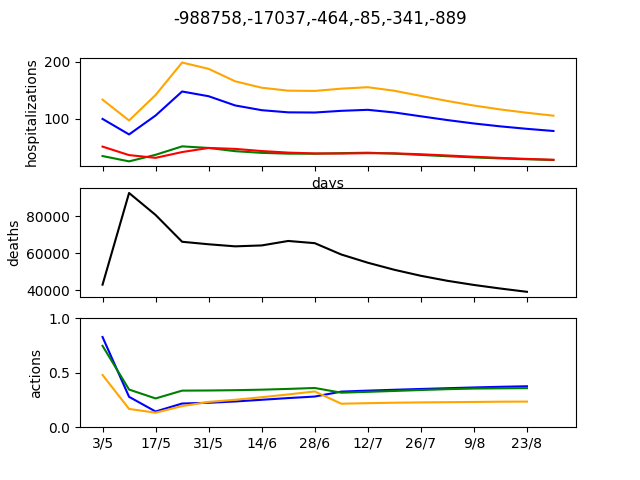 -988758,-17037,-464,-85,-341,-889
200
100
hospitalizations
days
80000
60000
40000
deaths
1.0
0.5
0.0
actions
3/5 17/5 31/5 14/6 28/6 12/7 26/7 9/8 23/8